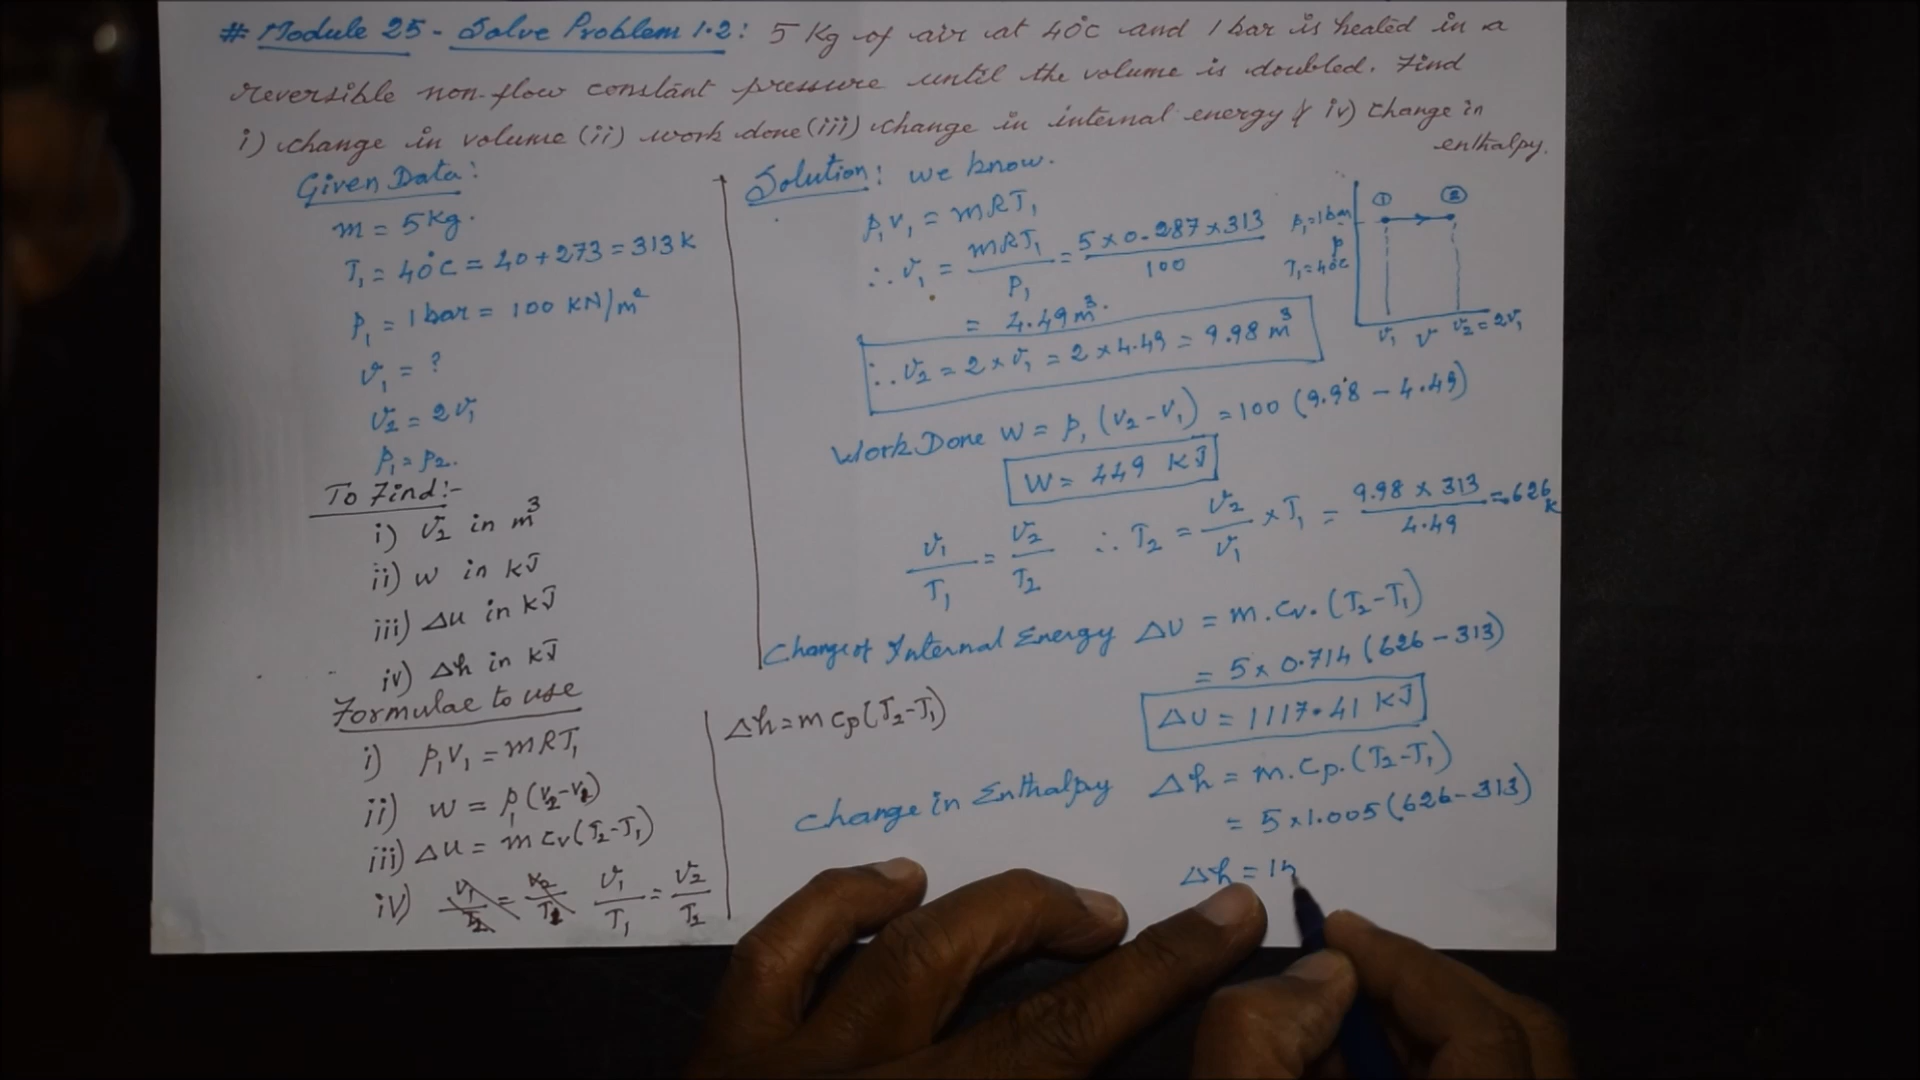 # Module 25 - Solve Problem 1.2: 5 Kg of air at 40°C and 1 bar is heated in a
reversible non-flow constant pressure until the volume is doubled. Find
i) change in volume (ii) work done (iii) change in internal energy & iv) change in
enthalpy.
Given Data:
m = 5 Kg.
T₁ = 40°C = 40 + 273 = 313 K
p₁ = 1 bar = 100 KN/m²
v₁ = ?
v₂ = 2v₁
p₁ = p₂.
To Find:-
i) v₂ in m³
ii) w in kJ
iii) Δu in kJ
iv) Δh in kJ
Formulae to use
i) p₁v₁ = mRT₁
ii) w = p₁(v₂-v₂)
iii) Δu = m cv(T₂-T₁)
iv) v₁/T₁ = v₂/T₂
Δh = m cp(T₂-T₁)
Solution: we know.
p₁v₁ = mRT₁
∴ v₁ = mRT₁/p₁ = 5 × 0.287 × 313/100
= 4.49 m³.
∴ v₂ = 2 × v₁ = 2 × 4.49 = 9.98 m³
Work Done W = p₁ (v₂ - v₁) = 100 (9.98 - 4.49)
W = 449 kJ
v₁/T₁ = v₂/T₂ ∴ T₂ = v₂/v₁ × T₁ = 9.98 × 313/4.49 = 626 K
Change of Internal Energy ΔU = m.cv.(T₂-T₁)
= 5 × 0.714 (626 - 313)
ΔU = 1117.41 kJ
Change in Enthalpy Δh = m.cp.(T₂-T₁)
= 5 × 1.005 (626 - 313)
Δh = 15
① ②
p₁ = 1 bar
p
T₁ = 40°C
v₁ v v₂ = 2v₁